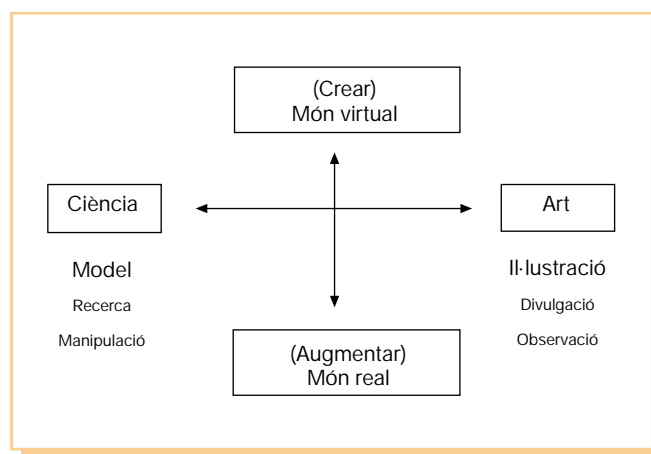 (Crear)
Món virtual
Ciència
Art
Model
Il·lustració
Recerca
Divulgació
Manipulació
Observació
(Augmentar)
Món real